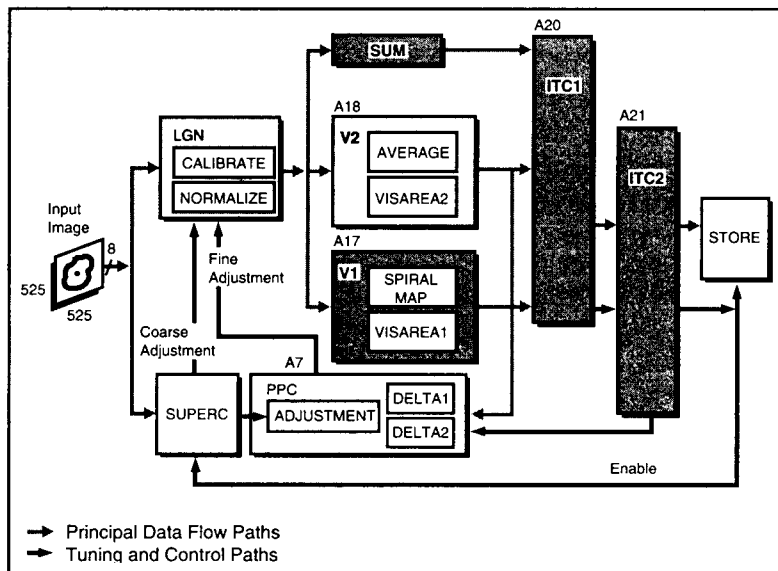 A20
SUM
ITC1
A18
A21
LGN
V2
CALIBRATE
AVERAGE
ITC2
NORMALIZE
VISAREA2
Input
Image
8
A17
STORE
V1
SPIRAL
MAP
Fine
Adjustment
525
525
VISAREA1
Coarse
Adjustment
A7
PPC
SUPERC
ADJUSTMENT
DELTA1
DELTA2
Enable
Principal Data Flow Paths
Tuning and Control Paths